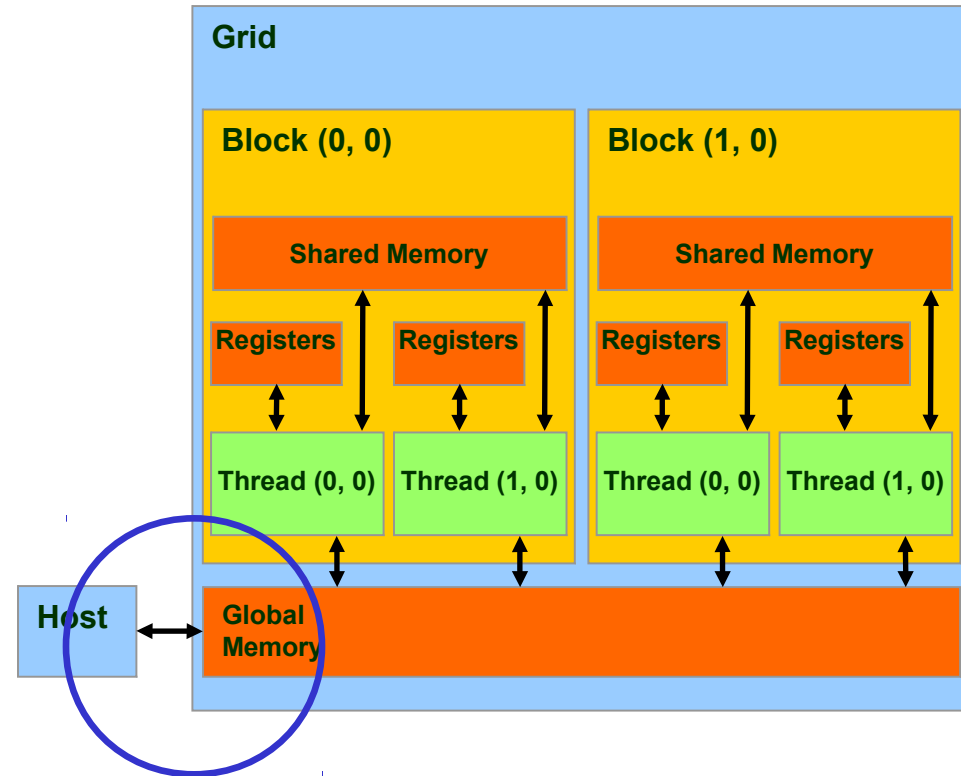 Grid
Block (0, 0)
Block (1, 0)
Shared Memory
Shared Memory
Registers
Registers
Registers
Registers
Thread (0, 0)
Thread (1, 0)
Thread (0, 0)
Thread (1, 0)
Host
Global
Memory